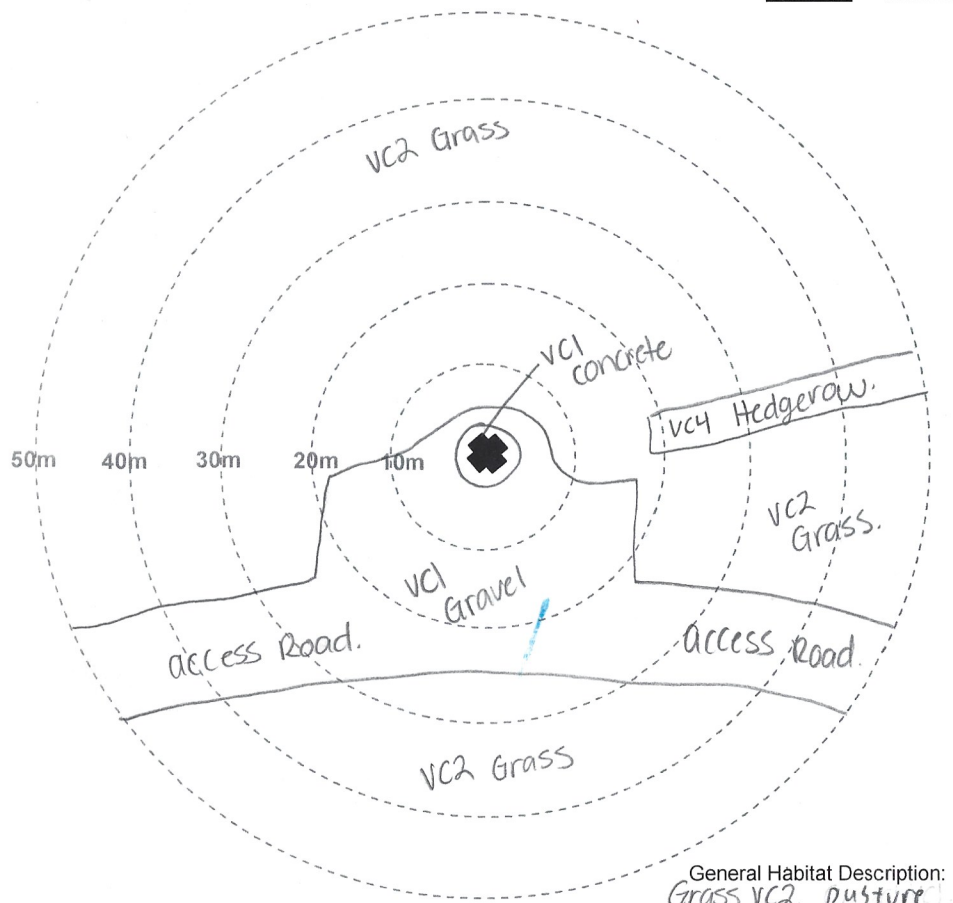 VC2 Grass
VC1
concrete
VC4 Hedgerow.
50m 40m 30m 20m 10m
VC2
Grass.
VC1
Gravel
access Road.
access Road.
VC2 Grass
General Habitat Description:
Grass VC2 pasture